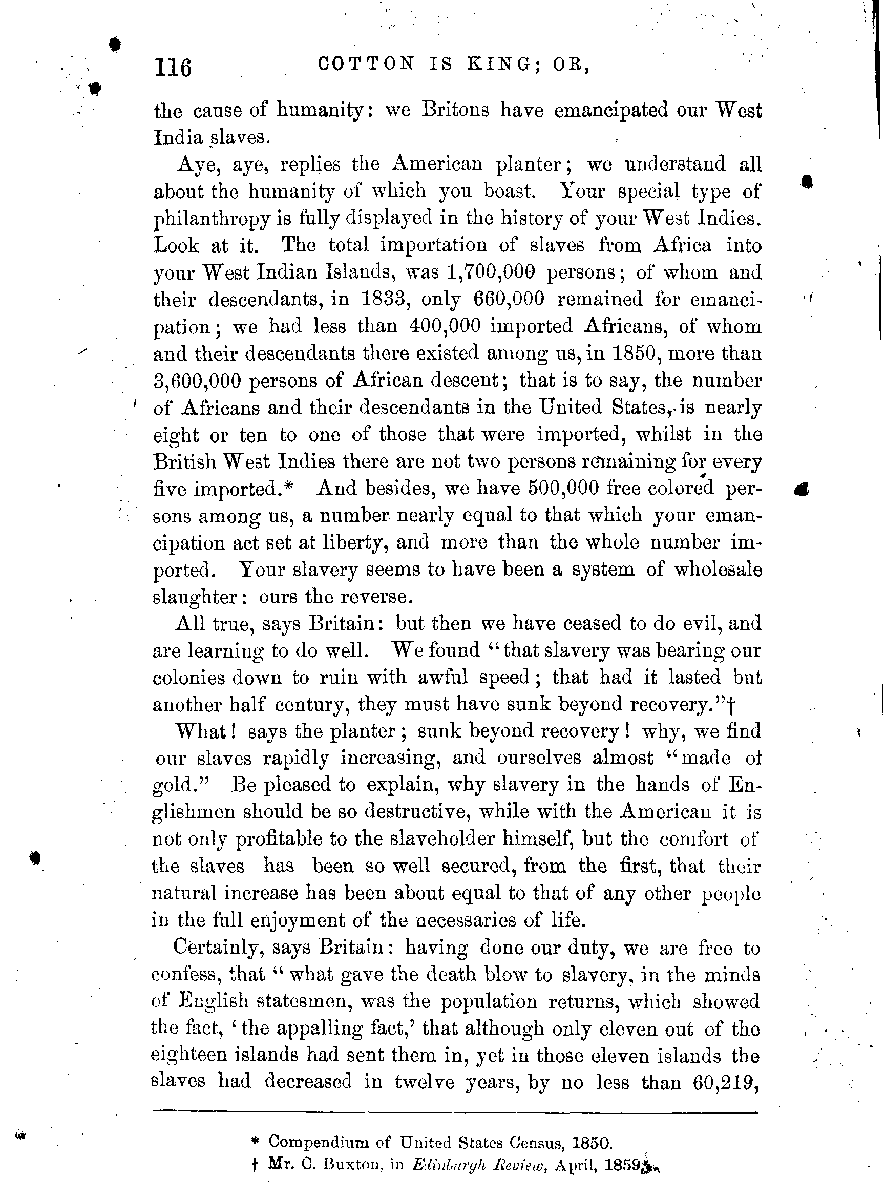 116 COTTON IS KING; OR,
the cause of humanity: we Britons have emancipated our West
India slaves.
Aye, aye, replies the American planter; we understand all
about the humanity of which you boast. Your special type of
philanthropy is fully displayed in the history of your West Indies.
Look at it. The total importation of slaves from Africa into
your West Indian Islands, was 1,700,000 persons; of whom and
their descendants, in 1833, only 660,000 remained for emanci-
pation; we had less than 400,000 imported Africans, of whom
and their descendants there existed among us, in 1850, more than
3,600,000 persons of African descent; that is to say, the number
of Africans and their descendants in the United States, is nearly
eight or ten to one of those that were imported, whilst in the
British West Indies there are not two persons remaining for every
five imported.* And besides, we have 500,000 free colored per-
sons among us, a number nearly equal to that which your eman-
cipation act set at liberty, and more than the whole number im-
ported. Your slavery seems to have been a system of wholesale
slaughter: ours the reverse.
All true, says Britain: but then we have ceased to do evil, and
are learning to do well. We found "that slavery was bearing our
colonies down to ruin with awful speed; that had it lasted but
another half century, they must have sunk beyond recovery."†
What! says the planter; sunk beyond recovery! why, we find
our slaves rapidly increasing, and ourselves almost "made of
gold." Be pleased to explain, why slavery in the hands of En-
glishmen should be so destructive, while with the American it is
not only profitable to the slaveholder himself, but the comfort of
the slaves has been so well secured, from the first, that their
natural increase has been about equal to that of any other people
in the full enjoyment of the necessaries of life.
Certainly, says Britain: having done our duty, we are free to
confess, that "what gave the death blow to slavery, in the minds
of English statesmen, was the population returns, which showed
the fact, 'the appalling fact,' that although only eleven out of the
eighteen islands had sent them in, yet in those eleven islands the
slaves had decreased in twelve years, by no less than 60,219,
* Compendium of United States Census, 1850.
† Mr. C. Buxton, in Edinburgh Review, April, 1859.